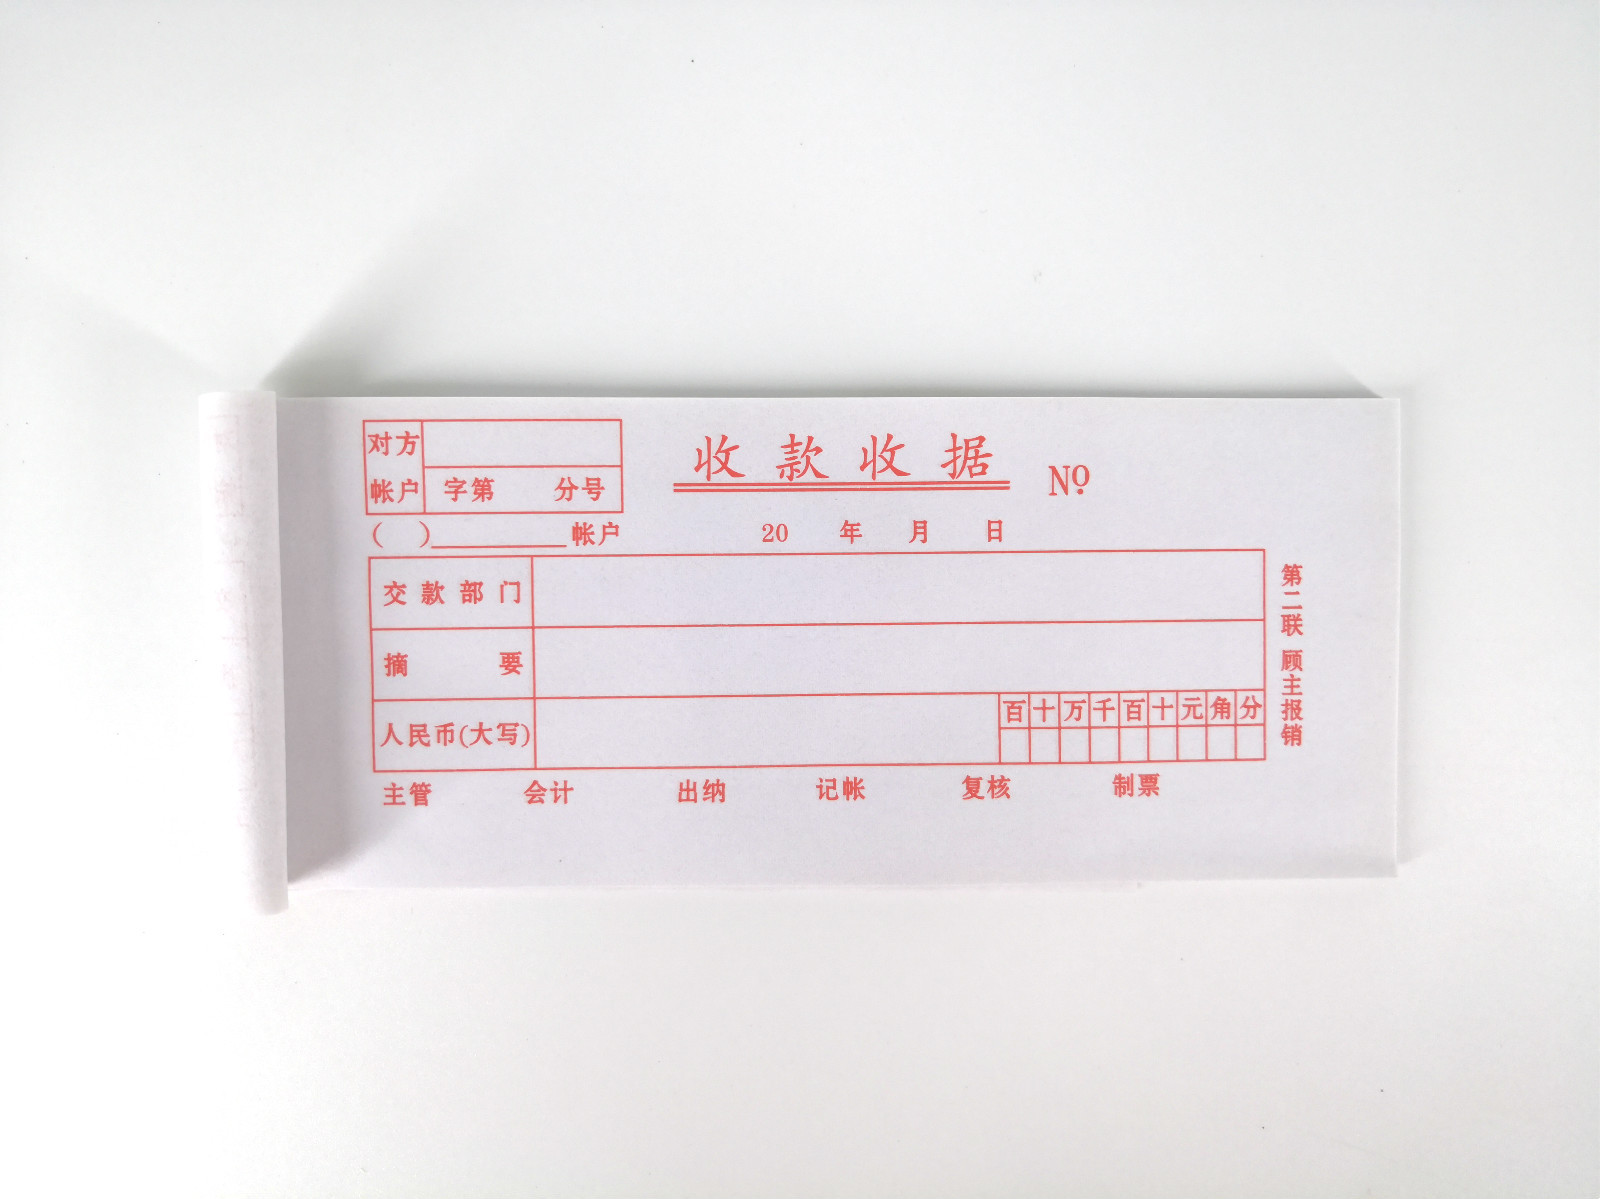 对方
帐户
字第 分号
收款收据
Nº
( ) 帐户
20 年 月 日
交款部门
摘要
人民币(大写)
百十万千百十元角分
主管 会计 出纳 记帐 复核 制票
第二联 顾主报销